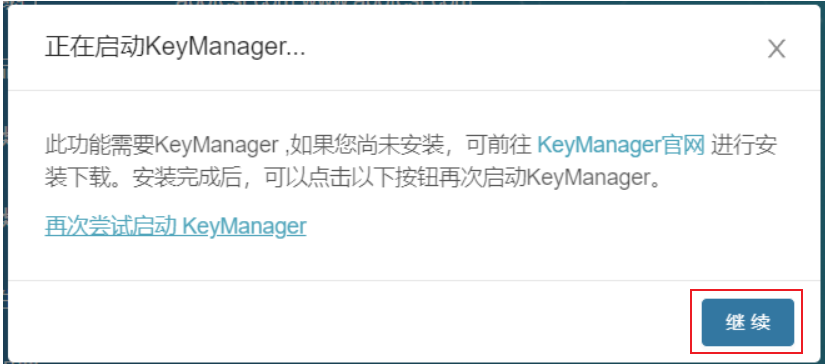 正在启动KeyManager...
此功能需要KeyManager ,如果您尚未安装，可前往 KeyManager官网 进行安
装下载。安装完成后，可以点击以下按钮再次启动KeyManager。
再次尝试启动 KeyManager
继 续